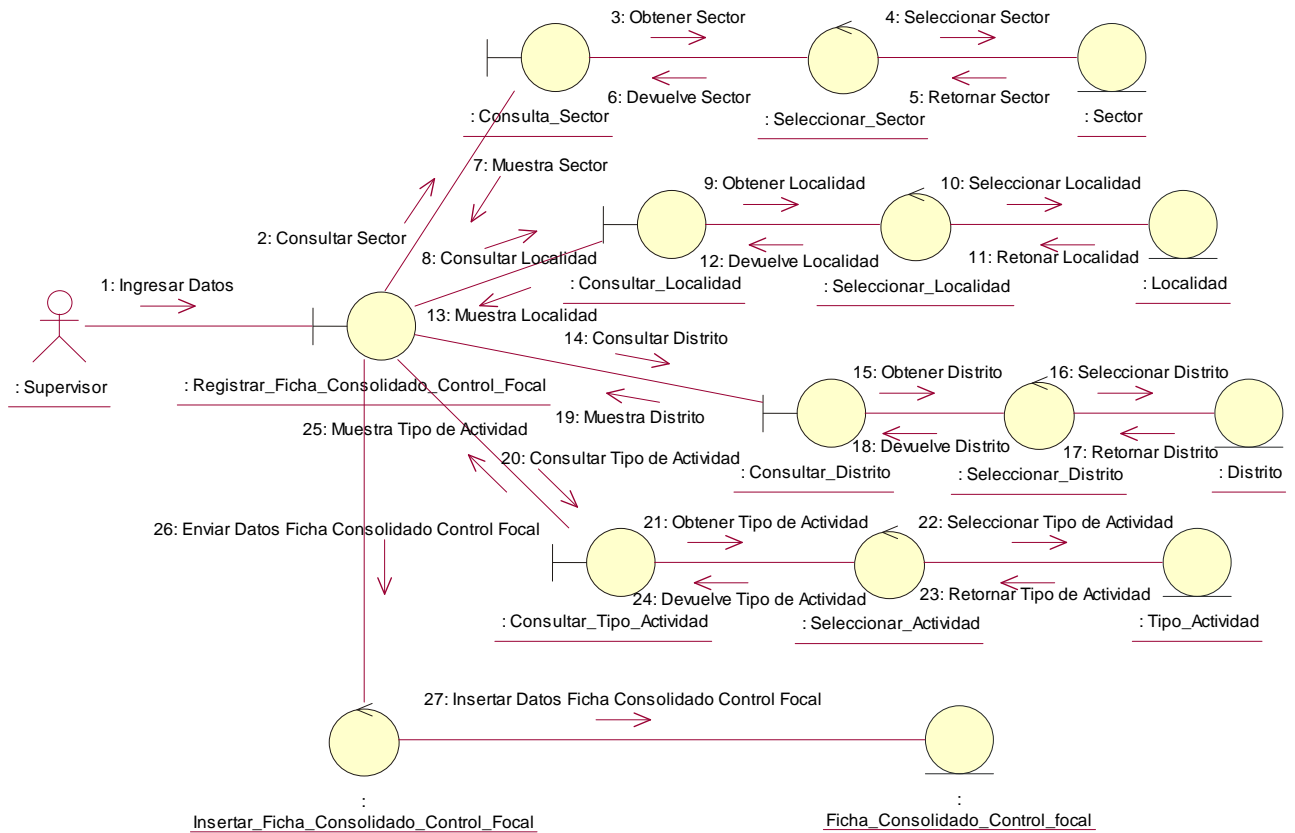 3: Obtener Sector
4: Seleccionar Sector
6: Devuelve Sector
5: Retornar Sector
: Consulta_Sector
: Seleccionar_Sector
: Sector
7: Muestra Sector
9: Obtener Localidad
10: Seleccionar Localidad
2: Consultar Sector
8: Consultar Localidad
12: Devuelve Localidad
11: Retonar Localidad
1: Ingresar Datos
: Consultar_Localidad
: Seleccionar_Localidad
: Localidad
13: Muestra Localidad
14: Consultar Distrito
: Supervisor
: Registrar_Ficha_Consolidado_Control_Focal
15: Obtener Distrito
16: Seleccionar Distrito
19: Muestra Distrito
25: Muestra Tipo de Actividad
18: Devuelve Distrito
17: Retornar Distrito
20: Consultar Tipo de Actividad
: Consultar_Distrito
: Seleccionar_Distrito
: Distrito
26: Enviar Datos Ficha Consolidado Control Focal
21: Obtener Tipo de Actividad
22: Seleccionar Tipo de Actividad
24: Devuelve Tipo de Actividad
23: Retornar Tipo de Actividad
: Consultar_Tipo_Actividad
: Seleccionar_Actividad
: Tipo_Actividad
27: Insertar Datos Ficha Consolidado Control Focal
:
Insertar_Ficha_Consolidado_Control_Focal
:
Ficha_Consolidado_Control_focal